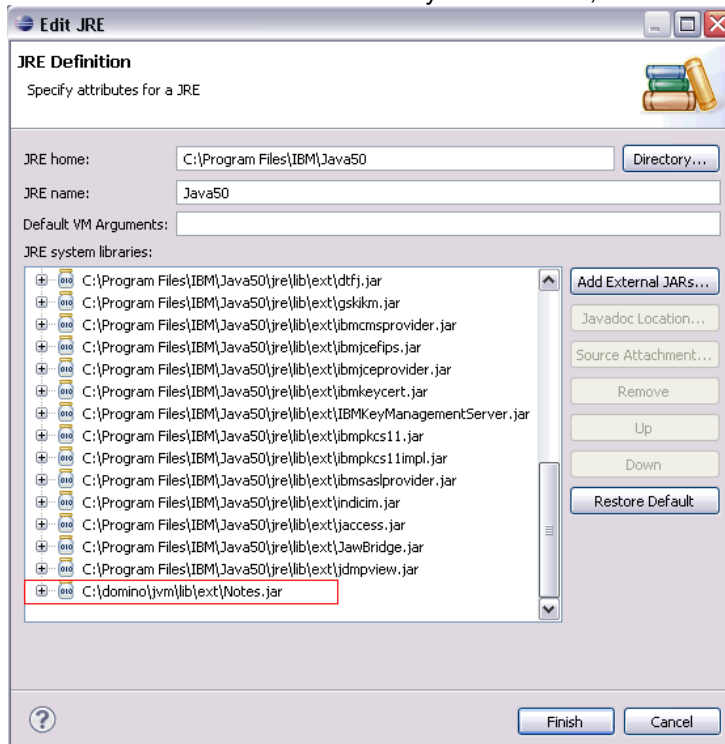 Edit JRE
JRE Definition
Specify attributes for a JRE
JRE home: C:\Program Files\IBM\Java50 Directory...
JRE name: Java50
Default VM Arguments:
JRE system libraries:
C:\Program Files\IBM\Java50\jre\lib\ext\dtfj.jar Add External JARs...
C:\Program Files\IBM\Java50\jre\lib\ext\gskikm.jar
C:\Program Files\IBM\Java50\jre\lib\ext\ibmcmsprovider.jar Javadoc Location...
C:\Program Files\IBM\Java50\jre\lib\ext\ibmjcefips.jar
C:\Program Files\IBM\Java50\jre\lib\ext\ibmjceprovider.jar Source Attachment...
C:\Program Files\IBM\Java50\jre\lib\ext\ibmkeycert.jar Remove
C:\Program Files\IBM\Java50\jre\lib\ext\IBMKeyManagementServer.jar
C:\Program Files\IBM\Java50\jre\lib\ext\ibmpkcs11.jar Up
C:\Program Files\IBM\Java50\jre\lib\ext\ibmpkcs11impl.jar
C:\Program Files\IBM\Java50\jre\lib\ext\ibmsaslprovider.jar Down
C:\Program Files\IBM\Java50\jre\lib\ext\indicim.jar Restore Default
C:\Program Files\IBM\Java50\jre\lib\ext\jaccess.jar
C:\Program Files\IBM\Java50\jre\lib\ext\JawBridge.jar
C:\Program Files\IBM\Java50\jre\lib\ext\jdmpview.jar
C:\domino\jvm\lib\ext\Notes.jar
? Finish Cancel